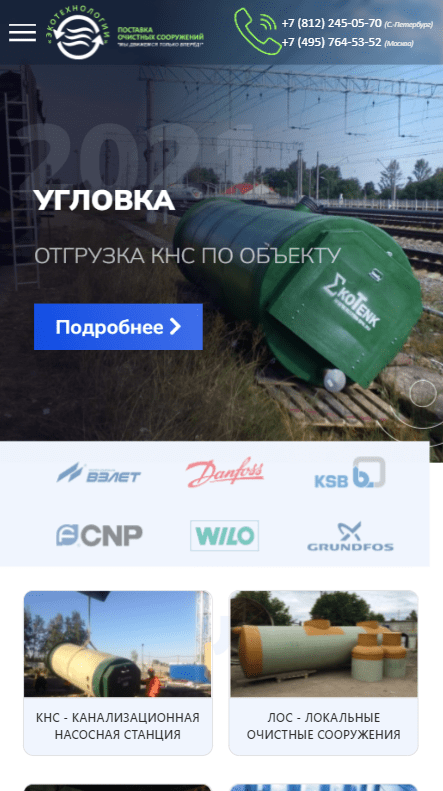 «ЭКОТЕХНОЛОГИИ»
ПОСТАВКА
ОЧИСТНЫХ СООРУЖЕНИЙ
"МЫ ДВИЖЕМСЯ ТОЛЬКО ВПЕРЁД!"
+7 (812) 245-05-70 (С.-Петербург)
+7 (495) 764-53-52 (Москва)
2021
УГЛОВКА
ОТГРУЗКА КНС ПО ОБЪЕКТУ
ΣKOTENK
Подробнее
ВЗЛЕТ
Danfoss
KSB b
CNP
WILO
GRUNDFOS
КНС - КАНАЛИЗАЦИОННАЯ
НАСОСНАЯ СТАНЦИЯ
ЛОС - ЛОКАЛЬНЫЕ
ОЧИСТНЫЕ СООРУЖЕНИЯ